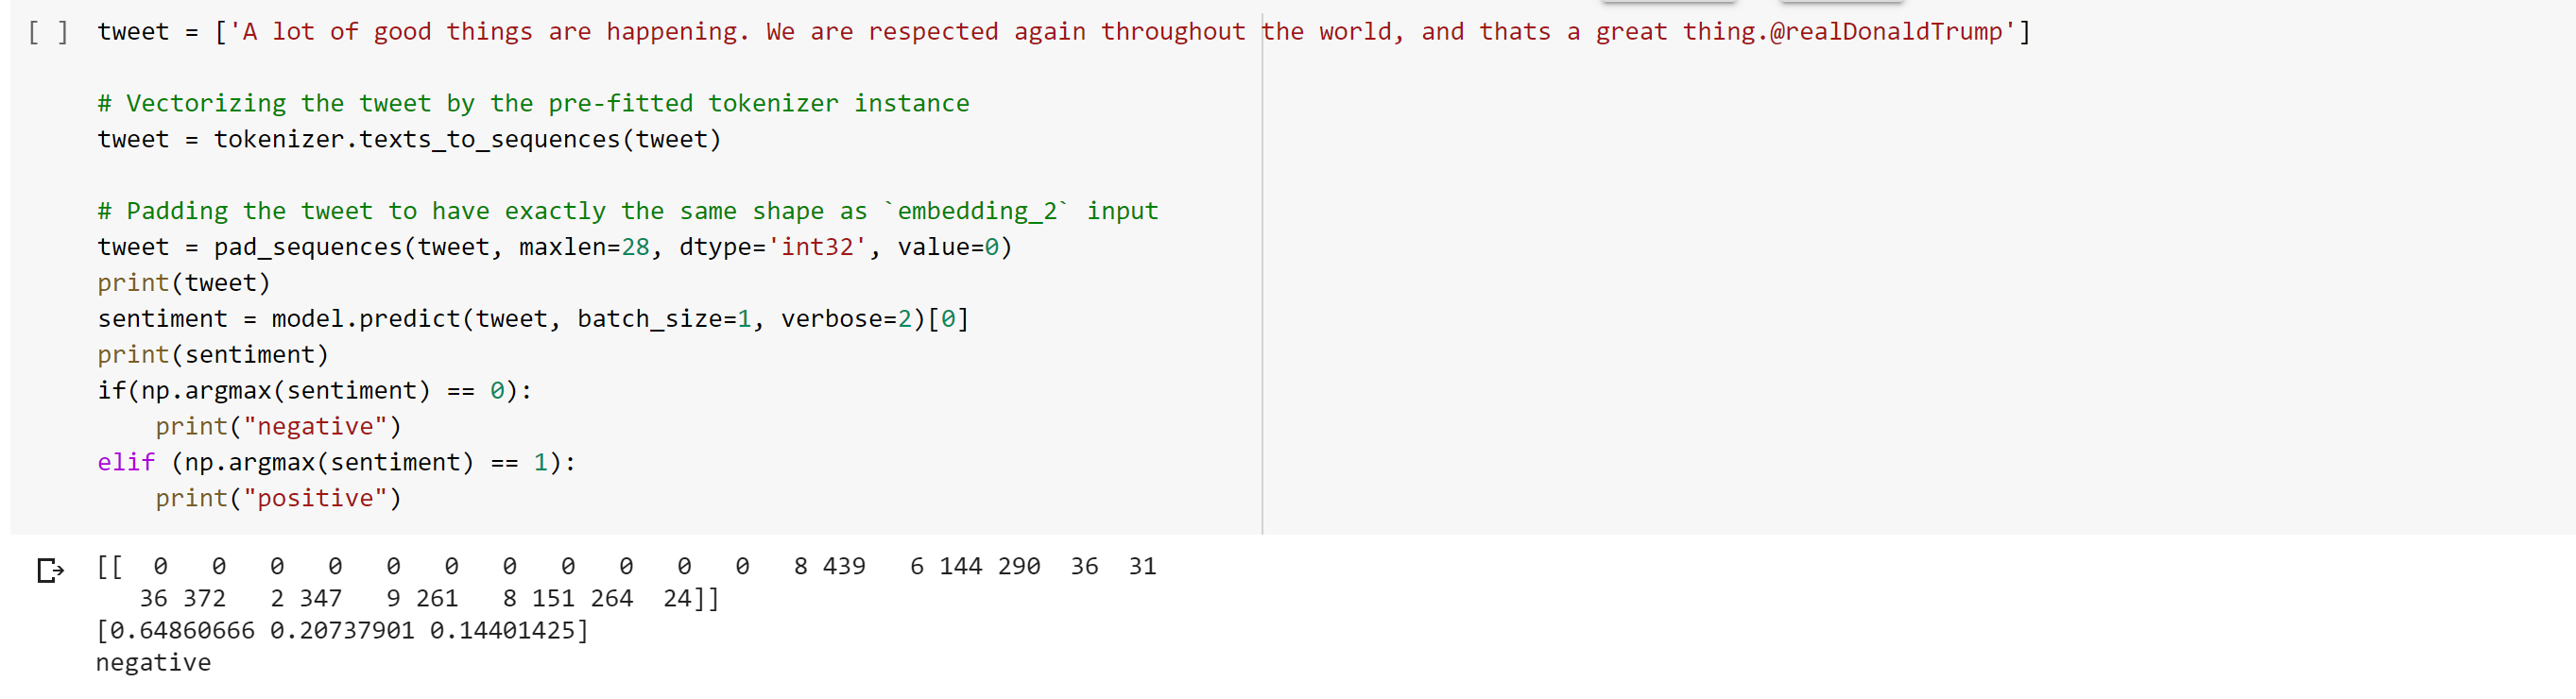 [ ] tweet = ['A lot of good things are happening. We are respected again throughout the world, and thats a great thing.@realDonaldTrump']
# Vectorizing the tweet by the pre-fitted tokenizer instance
tweet = tokenizer.texts_to_sequences(tweet)
# Padding the tweet to have exactly the same shape as `embedding_2` input
tweet = pad_sequences(tweet, maxlen=28, dtype='int32', value=0)
print(tweet)
sentiment = model.predict(tweet, batch_size=1, verbose=2)[0]
print(sentiment)
if(np.argmax(sentiment) == 0):
    print("negative")
elif (np.argmax(sentiment) == 1):
    print("positive")
[[  0   0   0   0   0   0   0   0   0   0   0   8 439   6 144 290  36  31
   36 372   2 347   9 261   8 151 264  24]]
[0.64860666 0.20737901 0.14401425]
negative